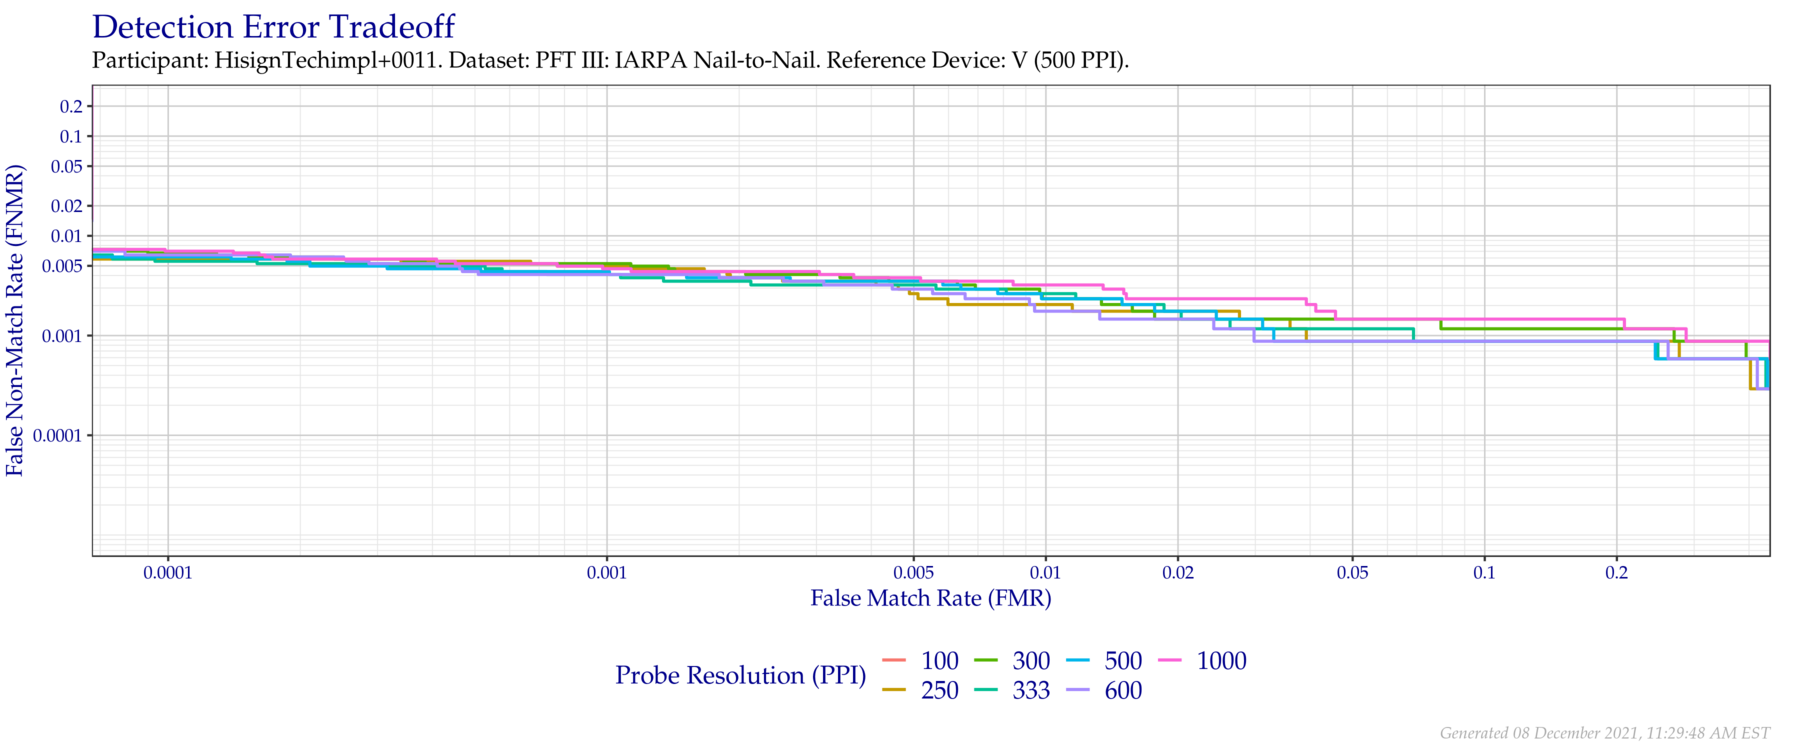 Detection Error Tradeoff
Participant: HisignTechimpl+0011. Dataset: PFT III: IARPA Nail-to-Nail. Reference Device: V (500 PPI).
False Non-Match Rate (FNMR)
0.2
0.1
0.05
0.02
0.01
0.005
0.001
0.0001
0.0001 0.001 0.005 0.01 0.02 0.05 0.1 0.2
False Match Rate (FMR)
Probe Resolution (PPI)
100 300 500 1000
250 333 600
Generated 08 December 2021, 11:29:48 AM EST